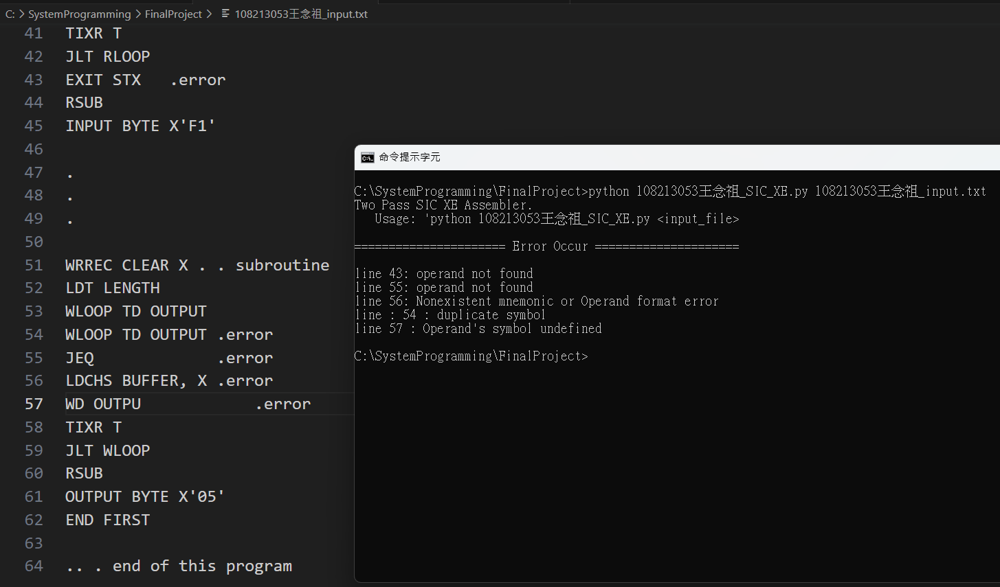 C: > SystemProgramming > FinalProject > 108213053王念祖_input.txt
41 TIXR T
42 JLT RLOOP
43 EXIT STX   .error
44 RSUB
45 INPUT BYTE X'F1'
46
47 .
48 .
49 .
50
51 WRREC CLEAR X . . subroutine
52 LDT LENGTH
53 WLOOP TD OUTPUT
54 WLOOP TD OUTPUT .error
55 JEQ             .error
56 LDCHS BUFFER, X .error
57 WD OUTPU            .error
58 TIXR T
59 JLT WLOOP
60 RSUB
61 OUTPUT BYTE X'05'
62 END FIRST
63
64 .. . end of this program
命令提示字元
C:\SystemProgramming\FinalProject>python 108213053王念祖_SIC_XE.py 108213053王念祖_input.txt
Two Pass SIC XE Assembler.
   Usage: 'python 108213053王念祖_SIC_XE.py <input_file>
====================== Error Occur =====================
line 43: operand not found
line 55: operand not found
line 56: Nonexistent mnemonic or Operand format error
line : 54 : duplicate symbol
line 57 : Operand's symbol undefined
C:\SystemProgramming\FinalProject>